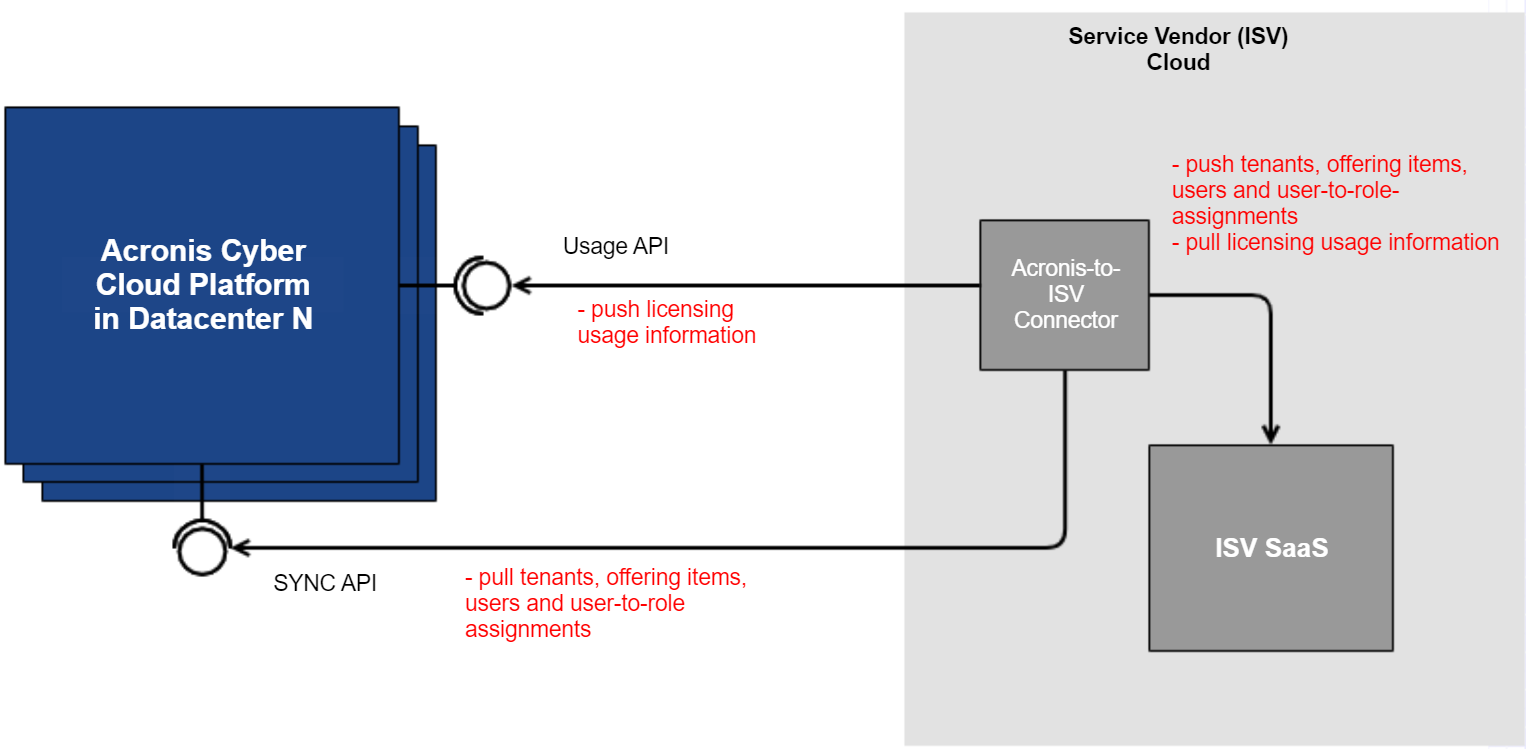 Service Vendor (ISV)
Cloud
- push tenants, offering items,
users and user-to-role-
assignments
- pull licensing usage information
Acronis Cyber
Cloud Platform
in Datacenter N
Usage API
- push licensing
usage information
Acronis-to-
ISV
Connector
ISV SaaS
SYNC API
- pull tenants, offering items,
users and user-to-role
assignments